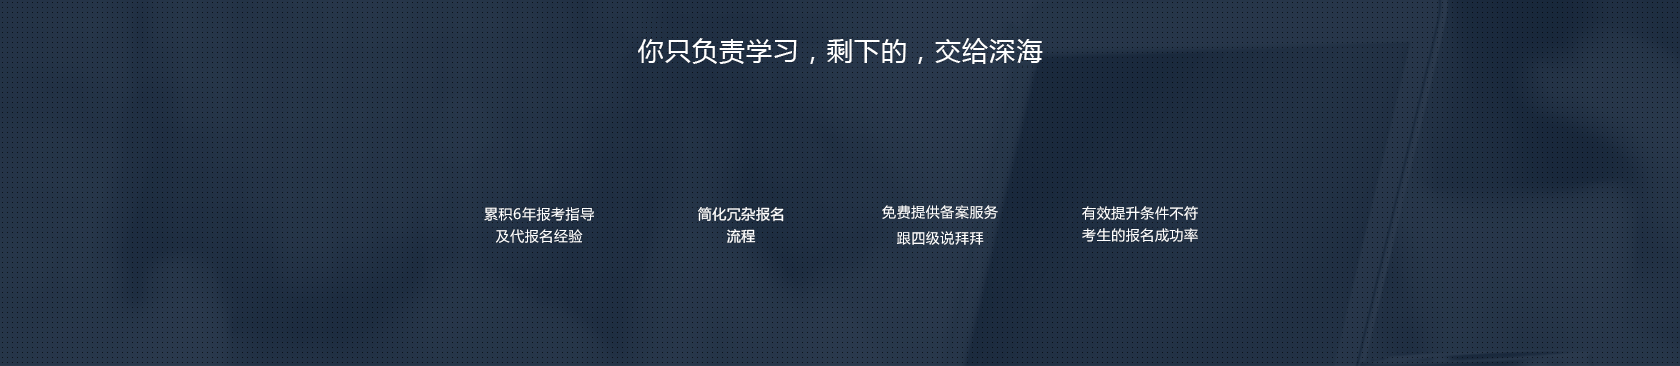 你只负责学习，剩下的，交给深海
累积6年报考指导
及代报名经验
简化冗杂报名
流程
免费提供备案服务
跟四级说拜拜
有效提升条件不符
考生的报名成功率